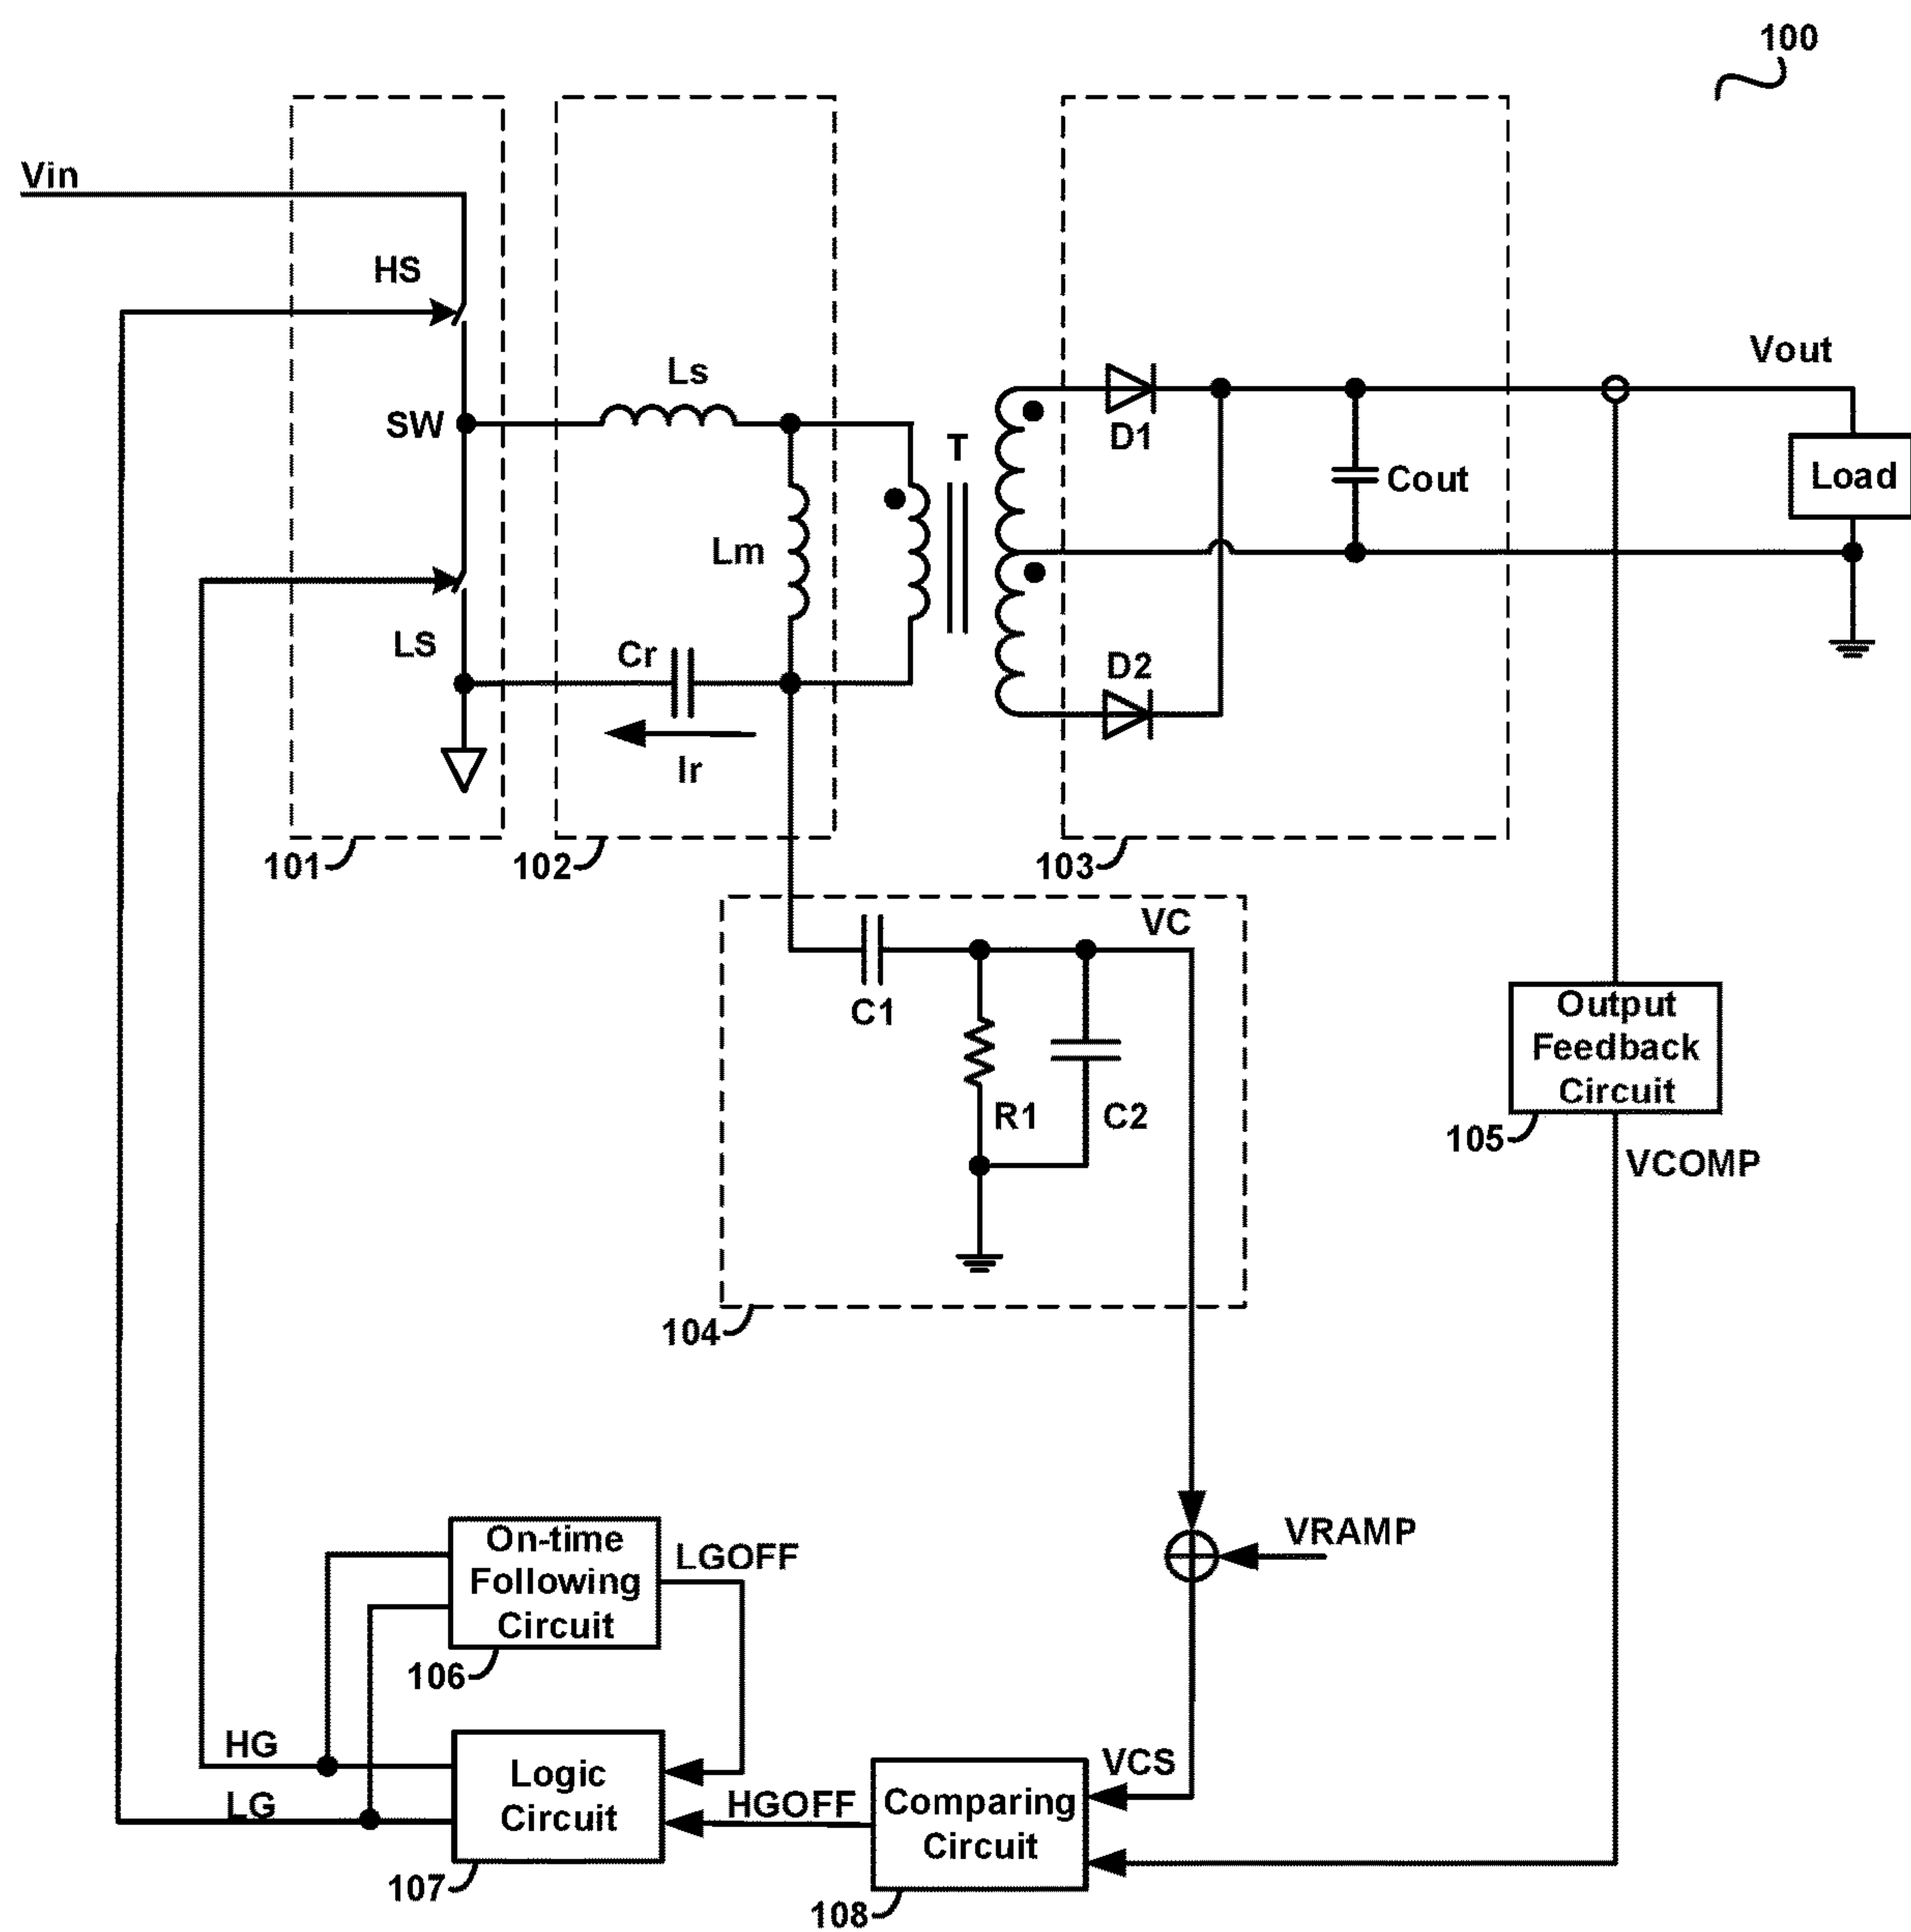 100
Vin
HS
Vout
Ls
SW
T
D1
Load
Cout
Lm
LS
Cr
D2
Ir
101
102
103
VC
C1
Output
Feedback
Circuit
R1
C2
105
VCOMP
104
On-time
Following
Circuit
LGOFF
VRAMP
106
HG
LG
Logic
Circuit
HGOFF
VCS
Comparing
Circuit
107
108